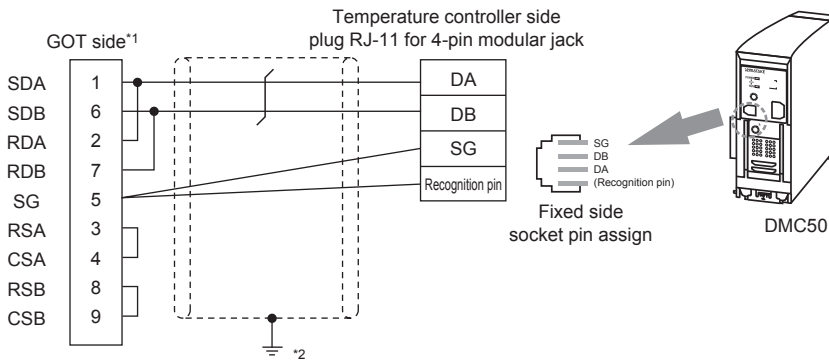 Temperature controller side
plug RJ-11 for 4-pin modular jack
GOT side*1
SDA 1 DA
SDB 6 DB
RDA 2 SG
RDB 7 Recognition pin
SG 5
RSA 3
CSA 4
RSB 8
CSB 9
*2
SG
DB
DA
(Recognition pin)
Fixed side
socket pin assign
DMC50